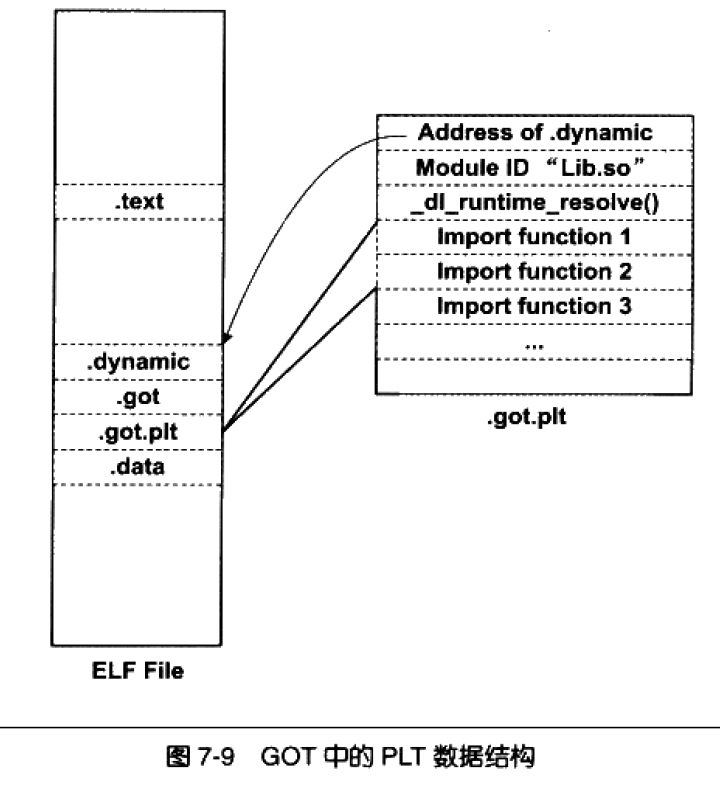 .text
.dynamic
.got
.got.plt
.data
ELF File
Address of .dynamic
Module ID “Lib.so”
_dl_runtime_resolve()
Import function 1
Import function 2
Import function 3
...
.got.plt
图 7-9 GOT 中的 PLT 数据结构